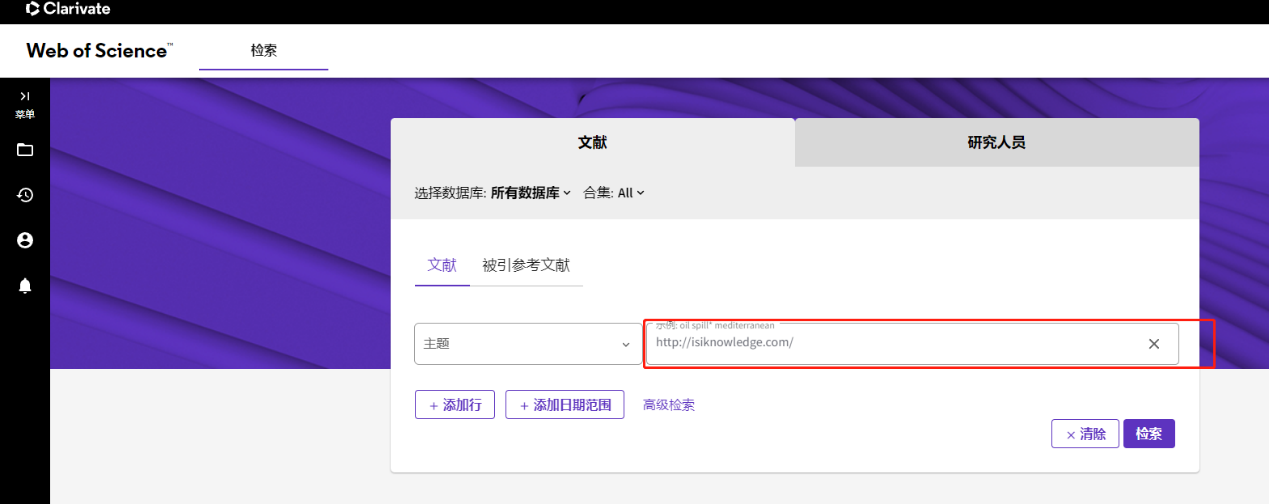 Clarivate
Web of Science™ 检索
菜单
文献 研究人员
选择数据库: 所有数据库 合集: All
文献 被引参考文献
主题
示例: oil spill* mediterranean
http://isiknowledge.com/
+ 添加行 + 添加日期范围 高级检索
× 清除 检索